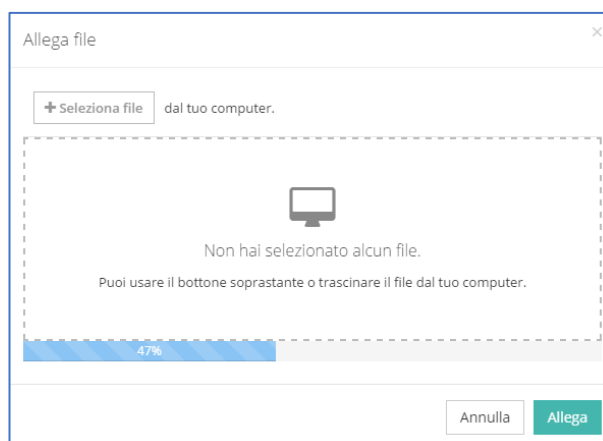 Allega file
×
+ Seleziona file dal tuo computer.
Non hai selezionato alcun file.
Puoi usare il bottone soprastante o trascinare il file dal tuo computer.
47%
Annulla Allega